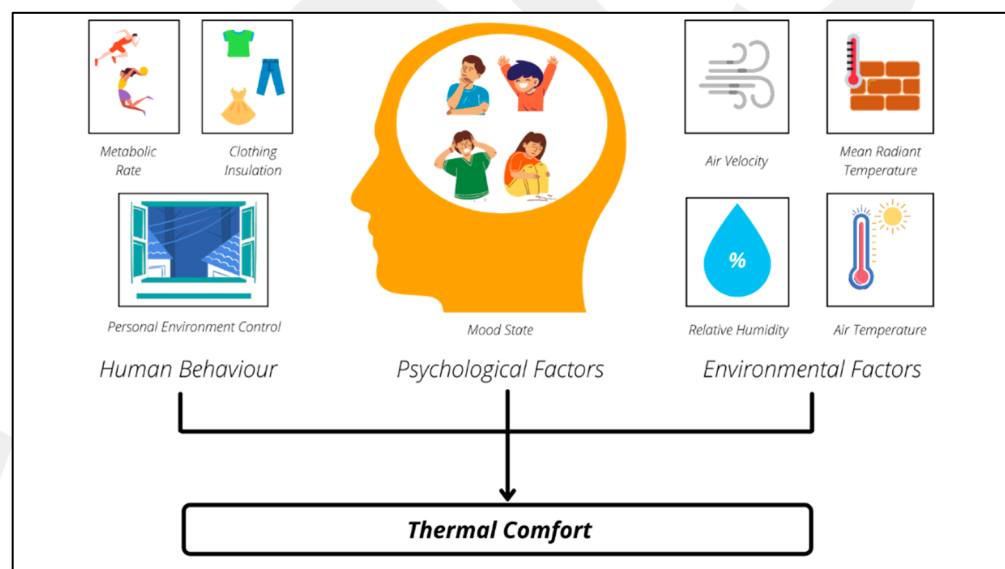 Metabolic
Rate
Clothing
Insulation
Personal Environment Control
Human Behaviour
%
Mood State
Psychological Factors
Air Velocity
Mean Radiant
Temperature
Relative Humidity
Air Temperature
Environmental Factors
Thermal Comfort